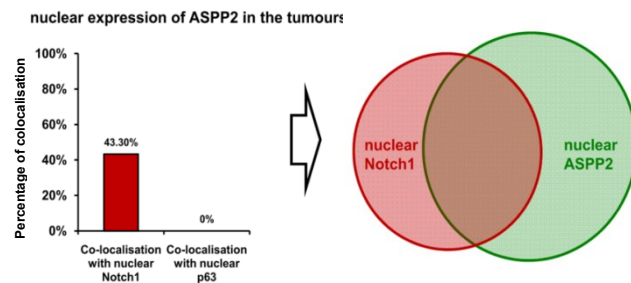 nuclear expression of ASPP2 in the tumours
Percentage of colocalisation
100%
80%
60%
40%
20%
0%
43.30%
0%
Co-localisation
with nuclear
Notch1
Co-localisation
with nuclear
p63
nuclear
Notch1
nuclear
ASPP2